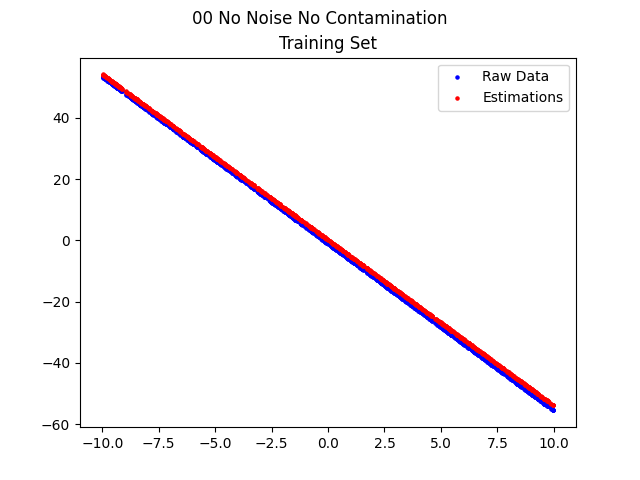 00 No Noise No Contamination
Training Set
Raw Data
Estimations
40
20
0
−20
−40
−60
−10.0 −7.5 −5.0 −2.5 0.0 2.5 5.0 7.5 10.0